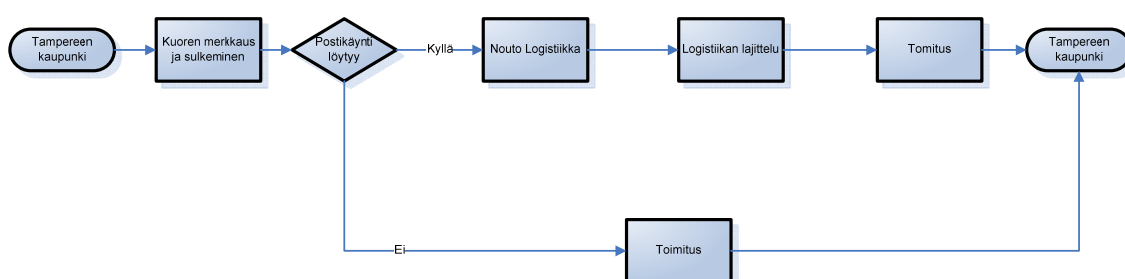 Tampereen
kaupunki
Kuoren merkkaus
ja sulkeminen
Postikäynti
löytyy
Kyllä
Nouto Logistiikka
Logistiikan lajittelu
Tomitus
Tampereen
kaupunki
Ei
Toimitus